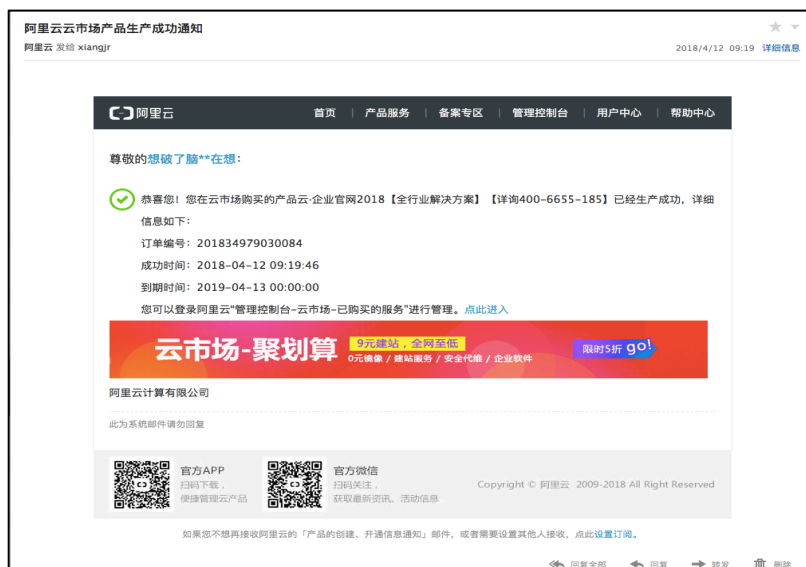 阿里云云市场产品生产成功通知
阿里云 发给 xiangjr
2018/4/12 09:19 详细信息
阿里云 首页 | 产品服务 | 备案专区 | 管理控制台 | 用户中心 | 帮助中心
尊敬的想破了脑**在想：
恭喜您！您在云市场购买的产品云·企业官网2018【全行业解决方案】【详询400-6655-185】已经生产成功，详细
信息如下：
订单编号：201834979030084
成功时间：2018-04-12 09:19:46
到期时间：2019-04-13 00:00:00
您可以登录阿里云“管理控制台-云市场-已购买的服务”进行管理。点此进入
云市场-聚划算
9元建站，全网至低
0元镜像 / 建站服务 / 安全代维 / 企业软件
限时5折 go!
阿里云计算有限公司
此为系统邮件请勿回复
官方APP
扫码下载，
便捷管理云产品
官方微信
扫码关注，
获取最新资讯、活动信息
Copyright © 阿里云 2009-2018 All Right Reserved
如果您不想再接收阿里云的「产品的创建、开通信息通知」邮件，或者需要设置其他人接收，点此设置订阅。
回复全部 回复 转发 删除